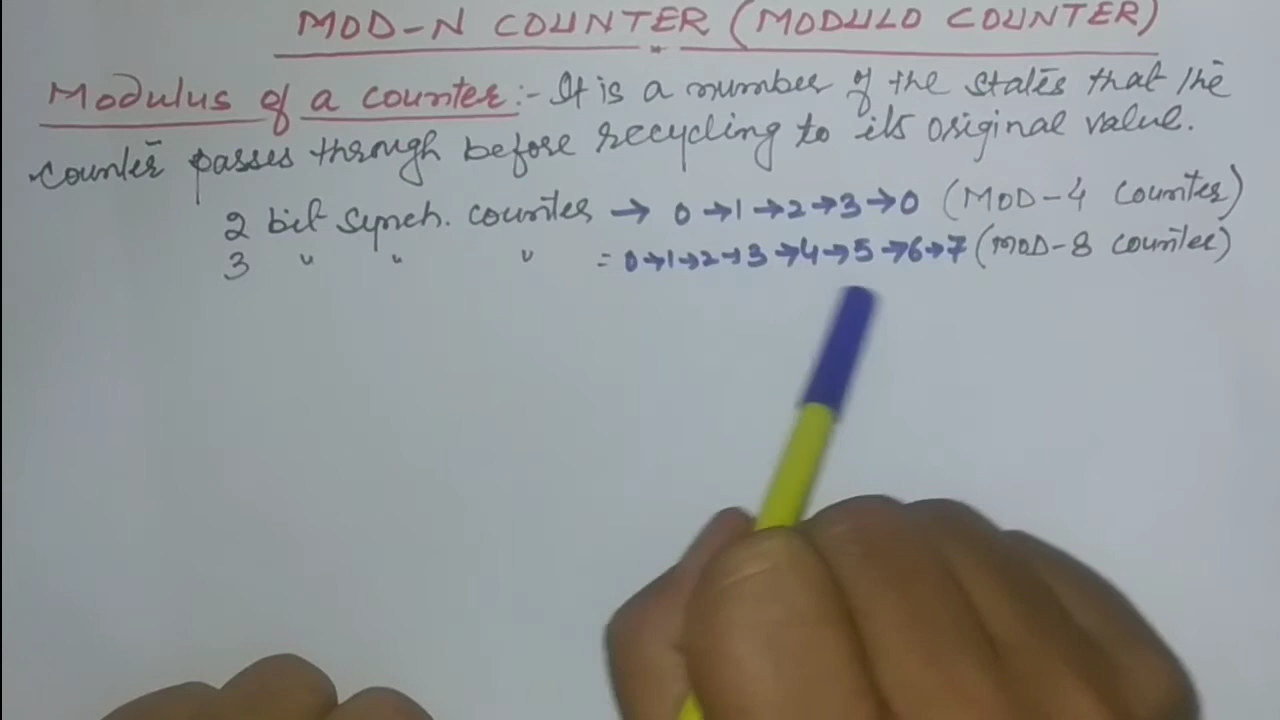 MOD-N COUNTER (MODULO COUNTER)
Modulus of a counter:- It is a number of the states that the
counter passes through before recycling to its original value.
2 bit synch. counter → 0→1→2→3→0 (MOD-4 counter)
3 " " " = 0→1→2→3→4→5→6→7 (MOD-8 counter)